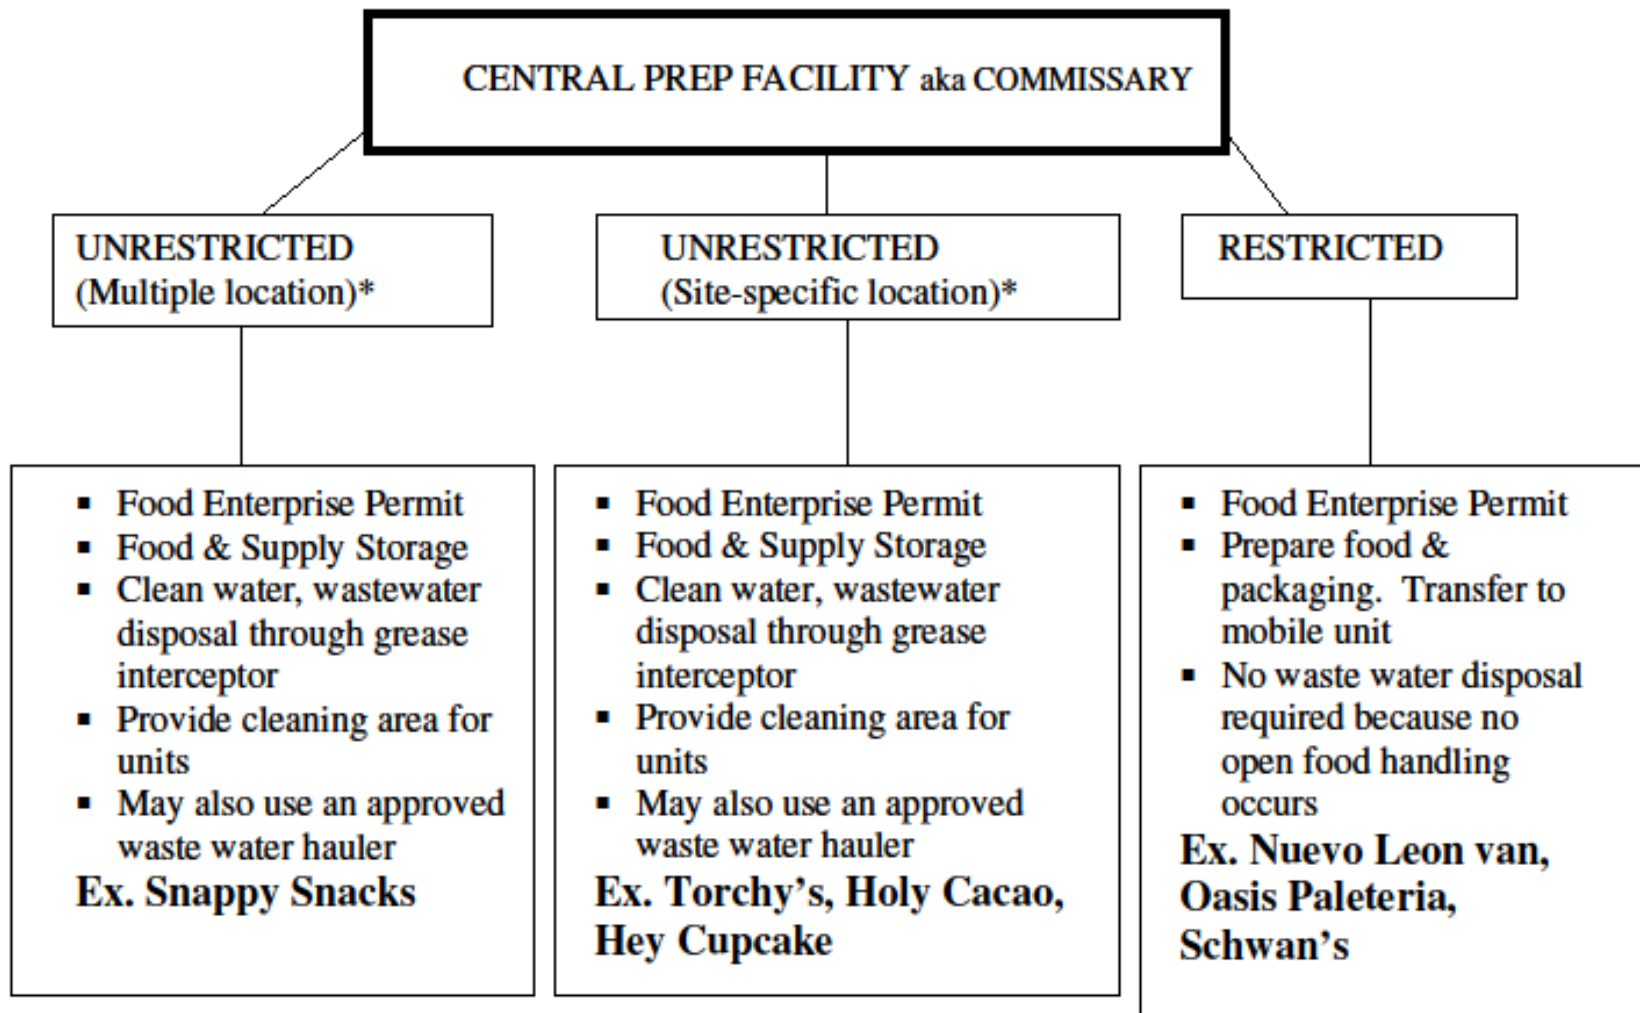 CENTRAL PREP FACILITY aka COMMISSARY
UNRESTRICTED
(Multiple location)*
UNRESTRICTED
(Site-specific location)*
RESTRICTED
▪ Food Enterprise Permit
▪ Food & Supply Storage
▪ Clean water, wastewater
disposal through grease
interceptor
▪ Provide cleaning area for
units
▪ May also use an approved
waste water hauler
Ex. Snappy Snacks
▪ Food Enterprise Permit
▪ Food & Supply Storage
▪ Clean water, wastewater
disposal through grease
interceptor
▪ Provide cleaning area for
units
▪ May also use an approved
waste water hauler
Ex. Torchy's, Holy Cacao,
Hey Cupcake
▪ Food Enterprise Permit
▪ Prepare food &
packaging.  Transfer to
mobile unit
▪ No waste water disposal
required because no
open food handling
occurs
Ex. Nuevo Leon van,
Oasis Paleteria,
Schwan's